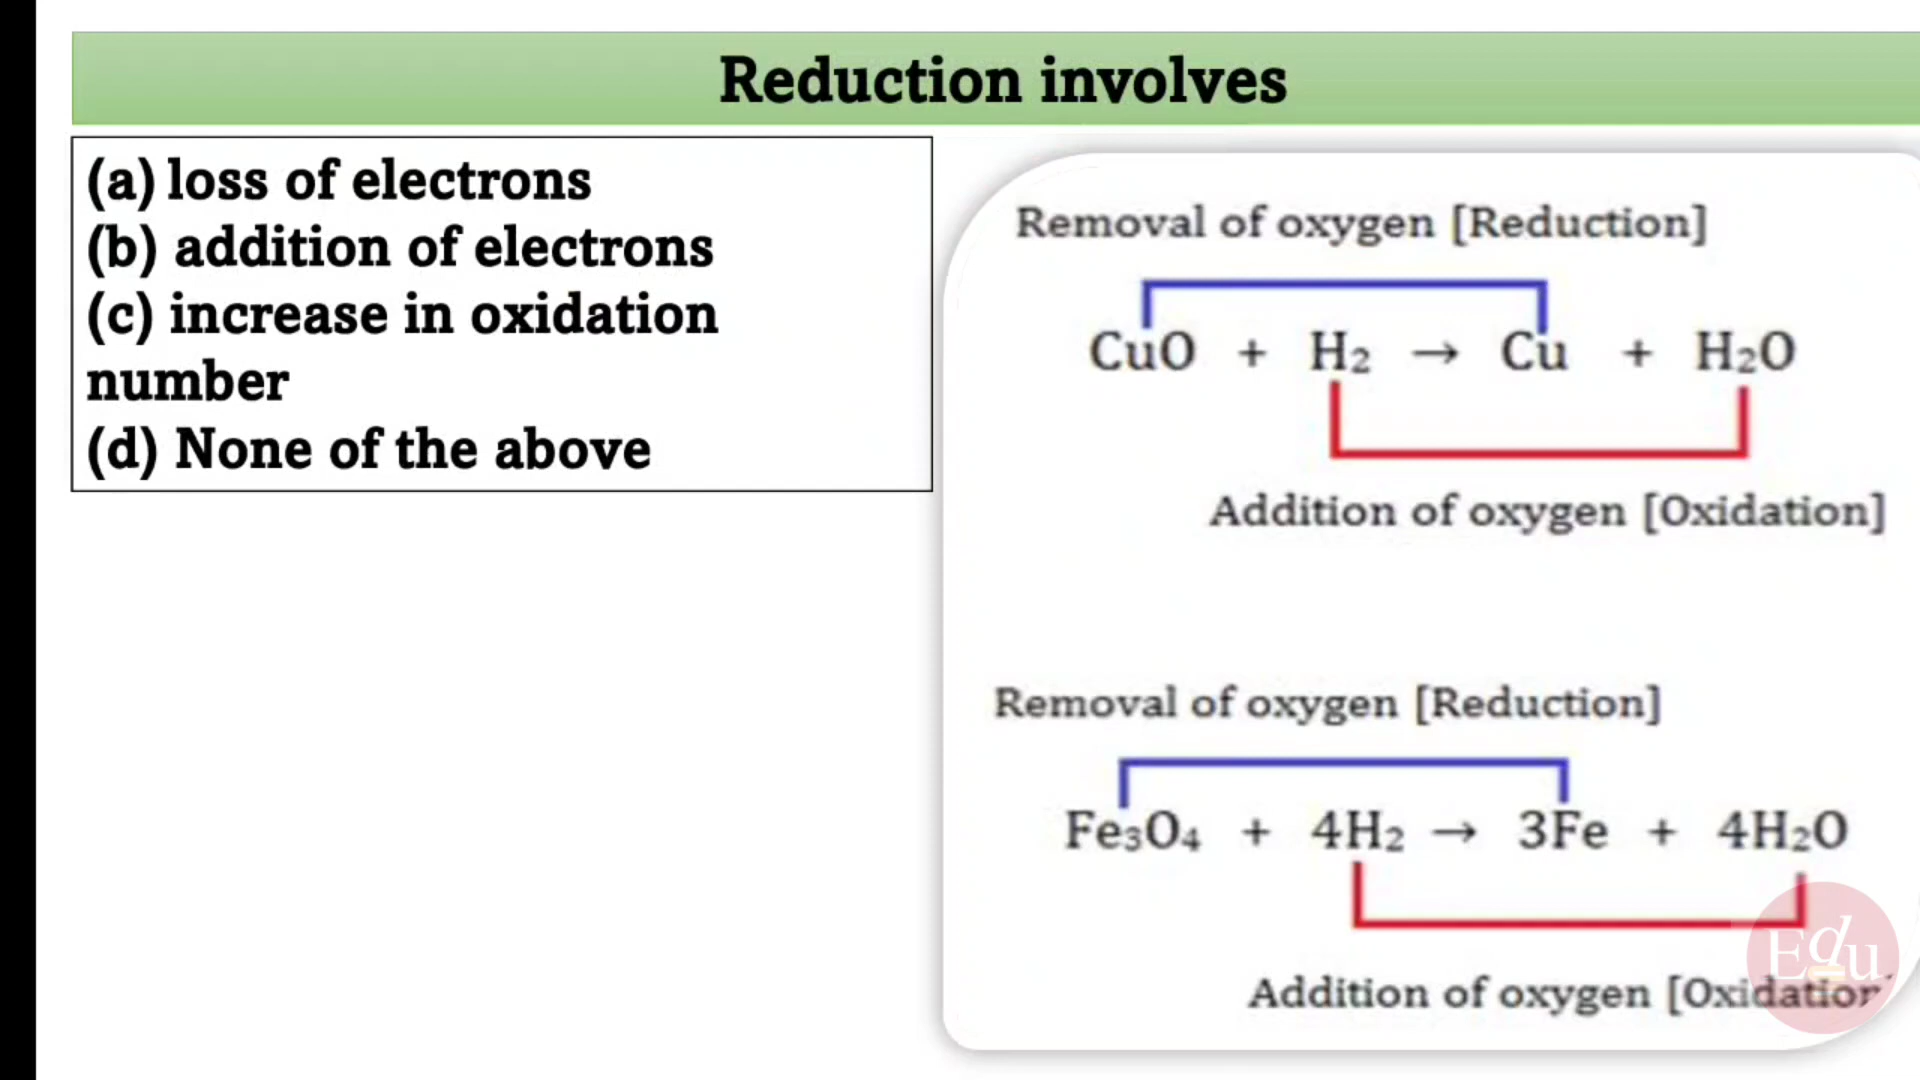 Reduction involves
(a) loss of electrons
(b) addition of electrons
(c) increase in oxidation
number
(d) None of the above
Removal of oxygen [Reduction]
CuO + H₂ → Cu + H₂O
Addition of oxygen [Oxidation]
Removal of oxygen [Reduction]
Fe₃O₄ + 4H₂ → 3Fe + 4H₂O
Edu
Addition of oxygen [Oxidation